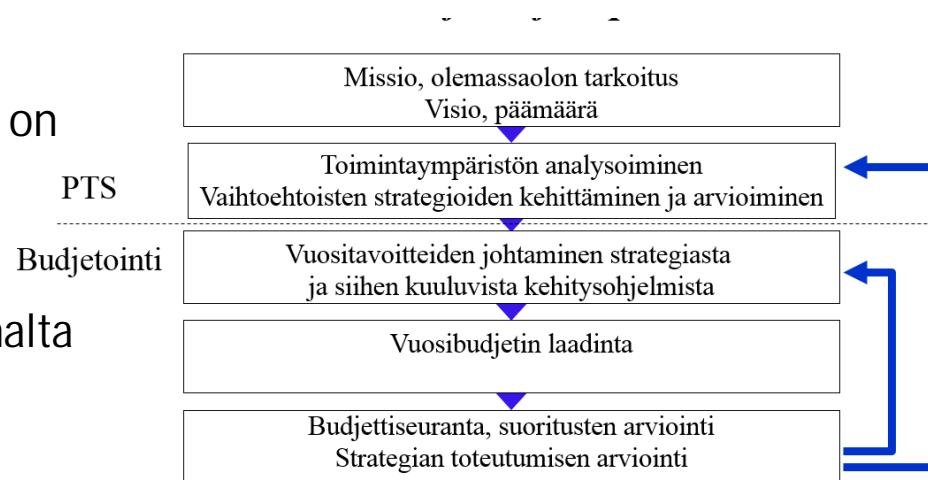 Missio, olemassaolon tarkoitus
Visio, päämäärä
on
PTS
Toimintaympäristön analysoiminen
Vaihtoehtoisten strategioiden kehittäminen ja arvioiminen
Budjetointi
Vuositavoitteiden johtaminen strategiasta
ja siihen kuuluvista kehitysohjelmista
alta
Vuosibudjetin laadinta
Budjettiseuranta, suoritusten arviointi
Strategian toteutumisen arviointi